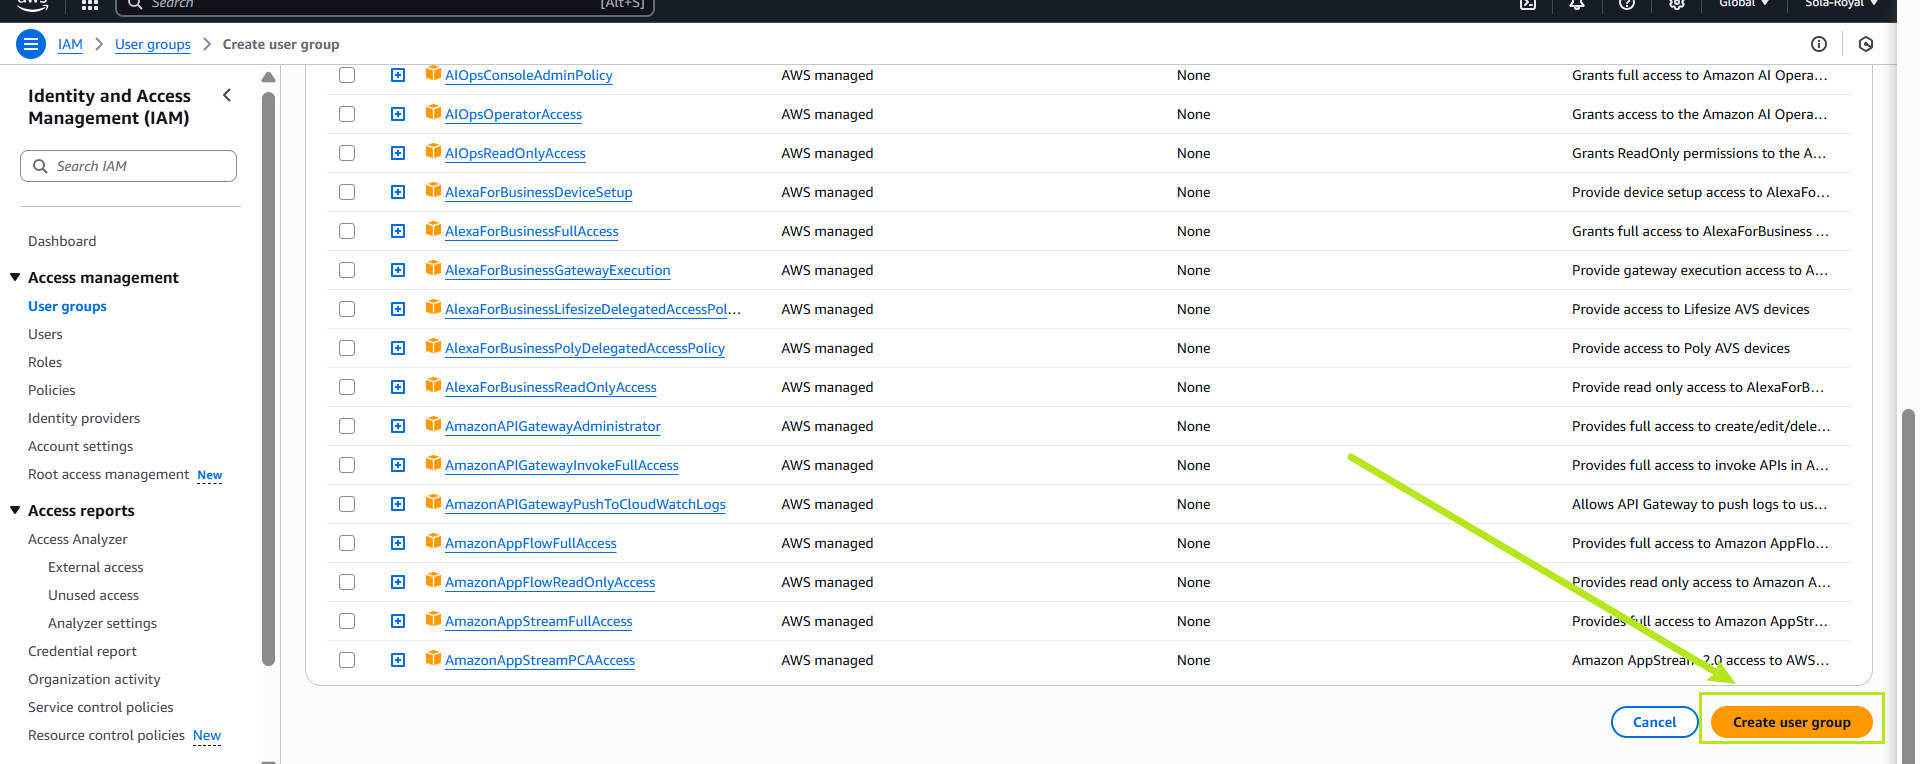 aws
Search
[Alt+S]
Global
Sola-Royal
IAM
User groups
Create user group
Identity and Access
Management (IAM)
Search IAM
Dashboard
Access management
User groups
Users
Roles
Policies
Identity providers
Account settings
Root access management New
Access reports
Access Analyzer
External access
Unused access
Analyzer settings
Credential report
Organization activity
Service control policies
Resource control policies New
AIOpsConsoleAdminPolicy AWS managed None Grants full access to Amazon AI Opera...
AIOpsOperatorAccess AWS managed None Grants access to the Amazon AI Opera...
AIOpsReadOnlyAccess AWS managed None Grants ReadOnly permissions to the A...
AlexaForBusinessDeviceSetup AWS managed None Provide device setup access to AlexaFo...
AlexaForBusinessFullAccess AWS managed None Grants full access to AlexaForBusiness ...
AlexaForBusinessGatewayExecution AWS managed None Provide gateway execution access to A...
AlexaForBusinessLifesizeDelegatedAccessPol... AWS managed None Provide access to Lifesize AVS devices
AlexaForBusinessPolyDelegatedAccessPolicy AWS managed None Provide access to Poly AVS devices
AlexaForBusinessReadOnlyAccess AWS managed None Provide read only access to AlexaForB...
AmazonAPIGatewayAdministrator AWS managed None Provides full access to create/edit/dele...
AmazonAPIGatewayInvokeFullAccess AWS managed None Provides full access to invoke APIs in A...
AmazonAPIGatewayPushToCloudWatchLogs AWS managed None Allows API Gateway to push logs to us...
AmazonAppFlowFullAccess AWS managed None Provides full access to Amazon AppFlo...
AmazonAppFlowReadOnlyAccess AWS managed None Provides read only access to Amazon A...
AmazonAppStreamFullAccess AWS managed None Provides full access to Amazon AppStr...
AmazonAppStreamPCAAccess AWS managed None Amazon AppStream 2.0 access to AWS...
Cancel
Create user group